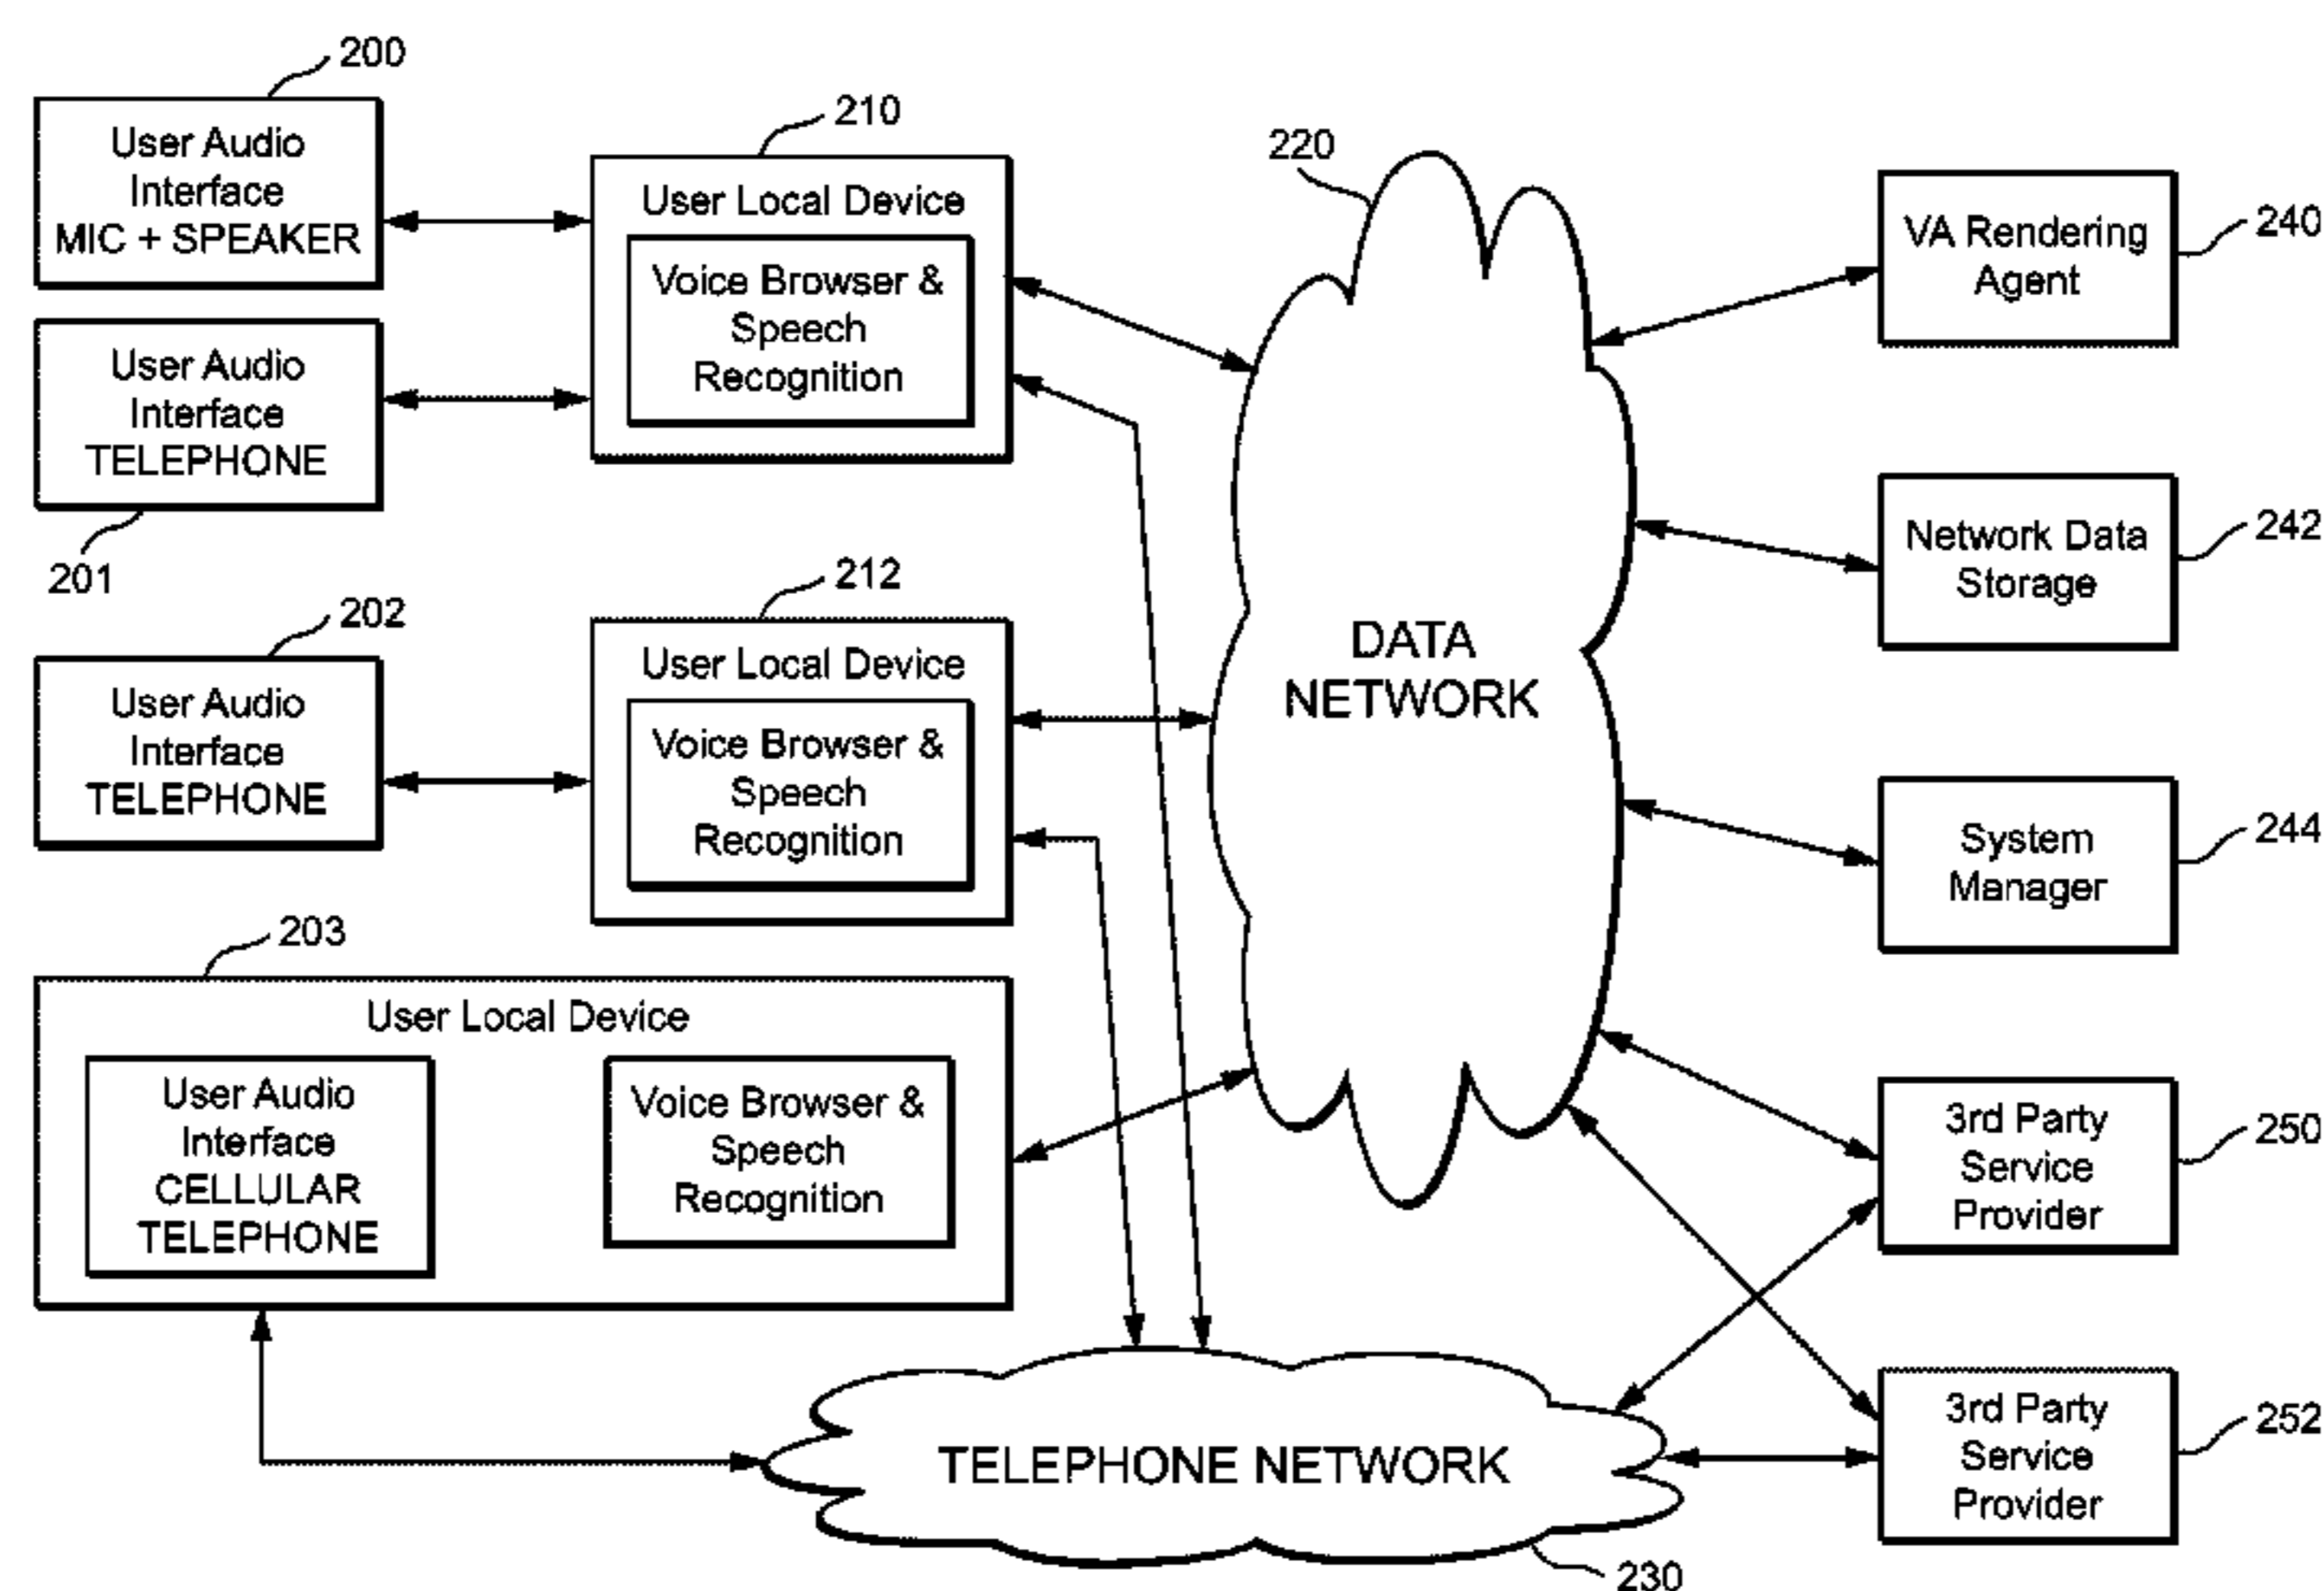 200
User Audio
Interface
MIC + SPEAKER
User Audio
Interface
TELEPHONE
201
210
User Local Device
Voice Browser &
Speech
Recognition
202
User Audio
Interface
TELEPHONE
212
User Local Device
Voice Browser &
Speech
Recognition
203
User Local Device
User Audio
Interface
CELLULAR
TELEPHONE
Voice Browser &
Speech
Recognition
220
DATA
NETWORK
TELEPHONE NETWORK
230
VA Rendering
Agent
240
Network Data
Storage
242
System
Manager
244
3rd Party
Service
Provider
250
3rd Party
Service
Provider
252